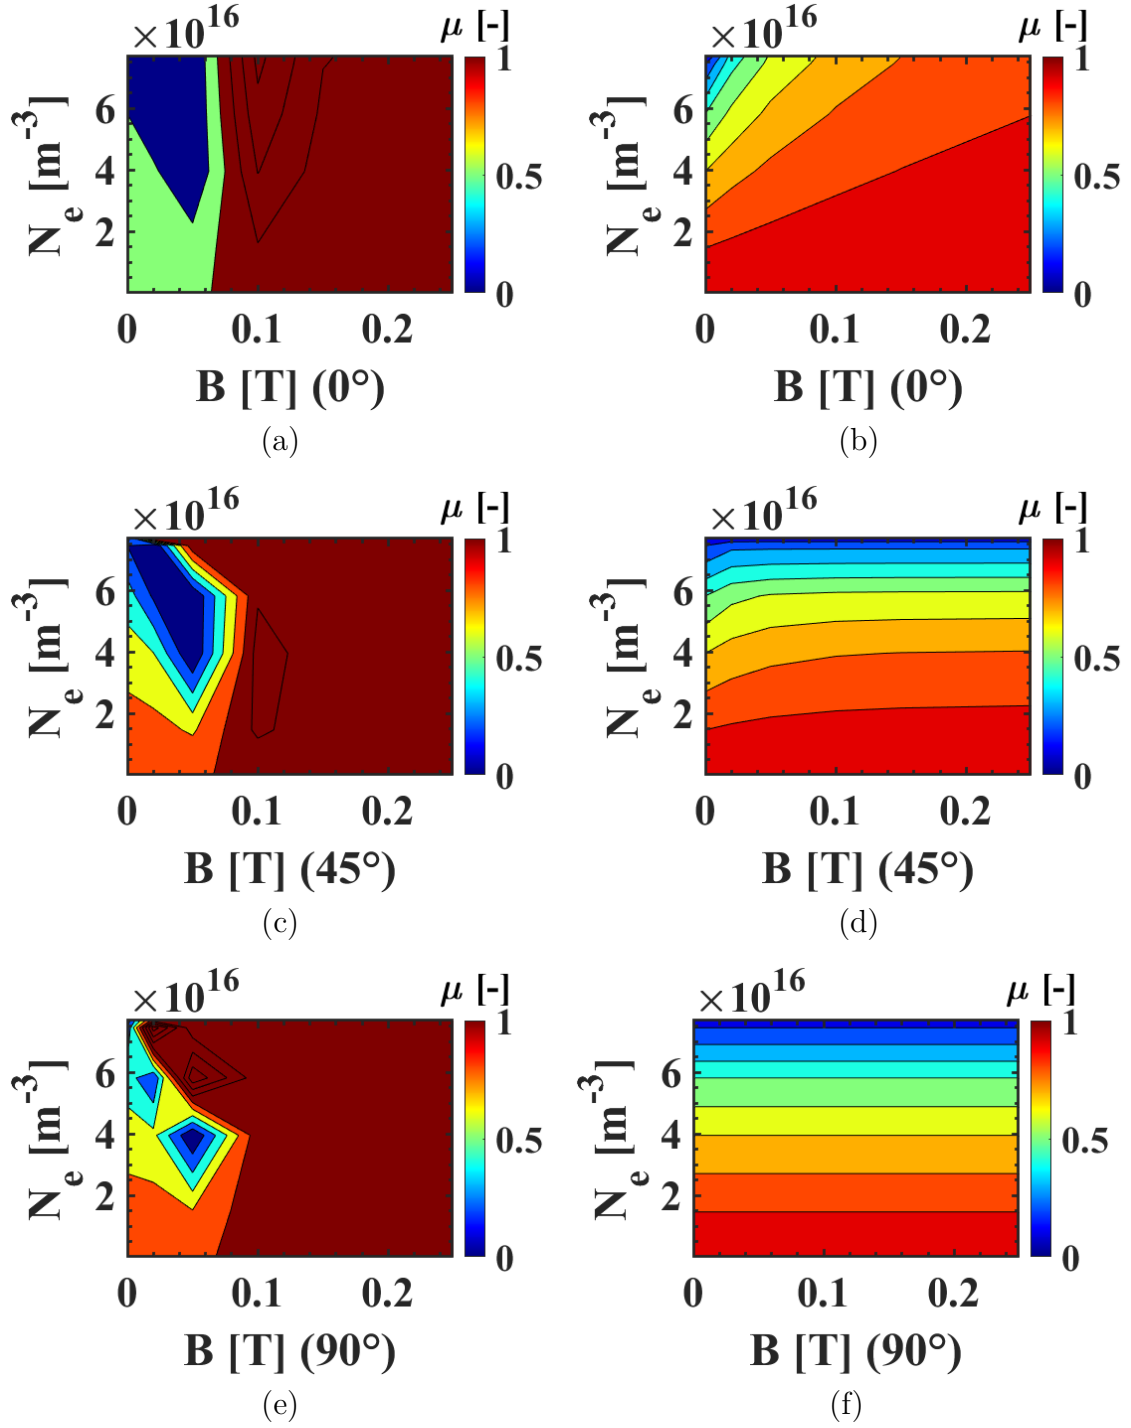 ×10^16 μ [-]
1
6
4
0.5
2
0
N_e [m^-3]
0 0.1 0.2
B [T] (0°)
(a)
×10^16 μ [-]
1
6
4
0.5
2
0
N_e [m^-3]
0 0.1 0.2
B [T] (0°)
(b)
×10^16 μ [-]
1
6
4
0.5
2
0
N_e [m^-3]
0 0.1 0.2
B [T] (45°)
(c)
×10^16 μ [-]
1
6
4
0.5
2
0
N_e [m^-3]
0 0.1 0.2
B [T] (45°)
(d)
×10^16 μ [-]
1
6
4
0.5
2
0
N_e [m^-3]
0 0.1 0.2
B [T] (90°)
(e)
×10^16 μ [-]
1
6
4
0.5
2
0
N_e [m^-3]
0 0.1 0.2
B [T] (90°)
(f)